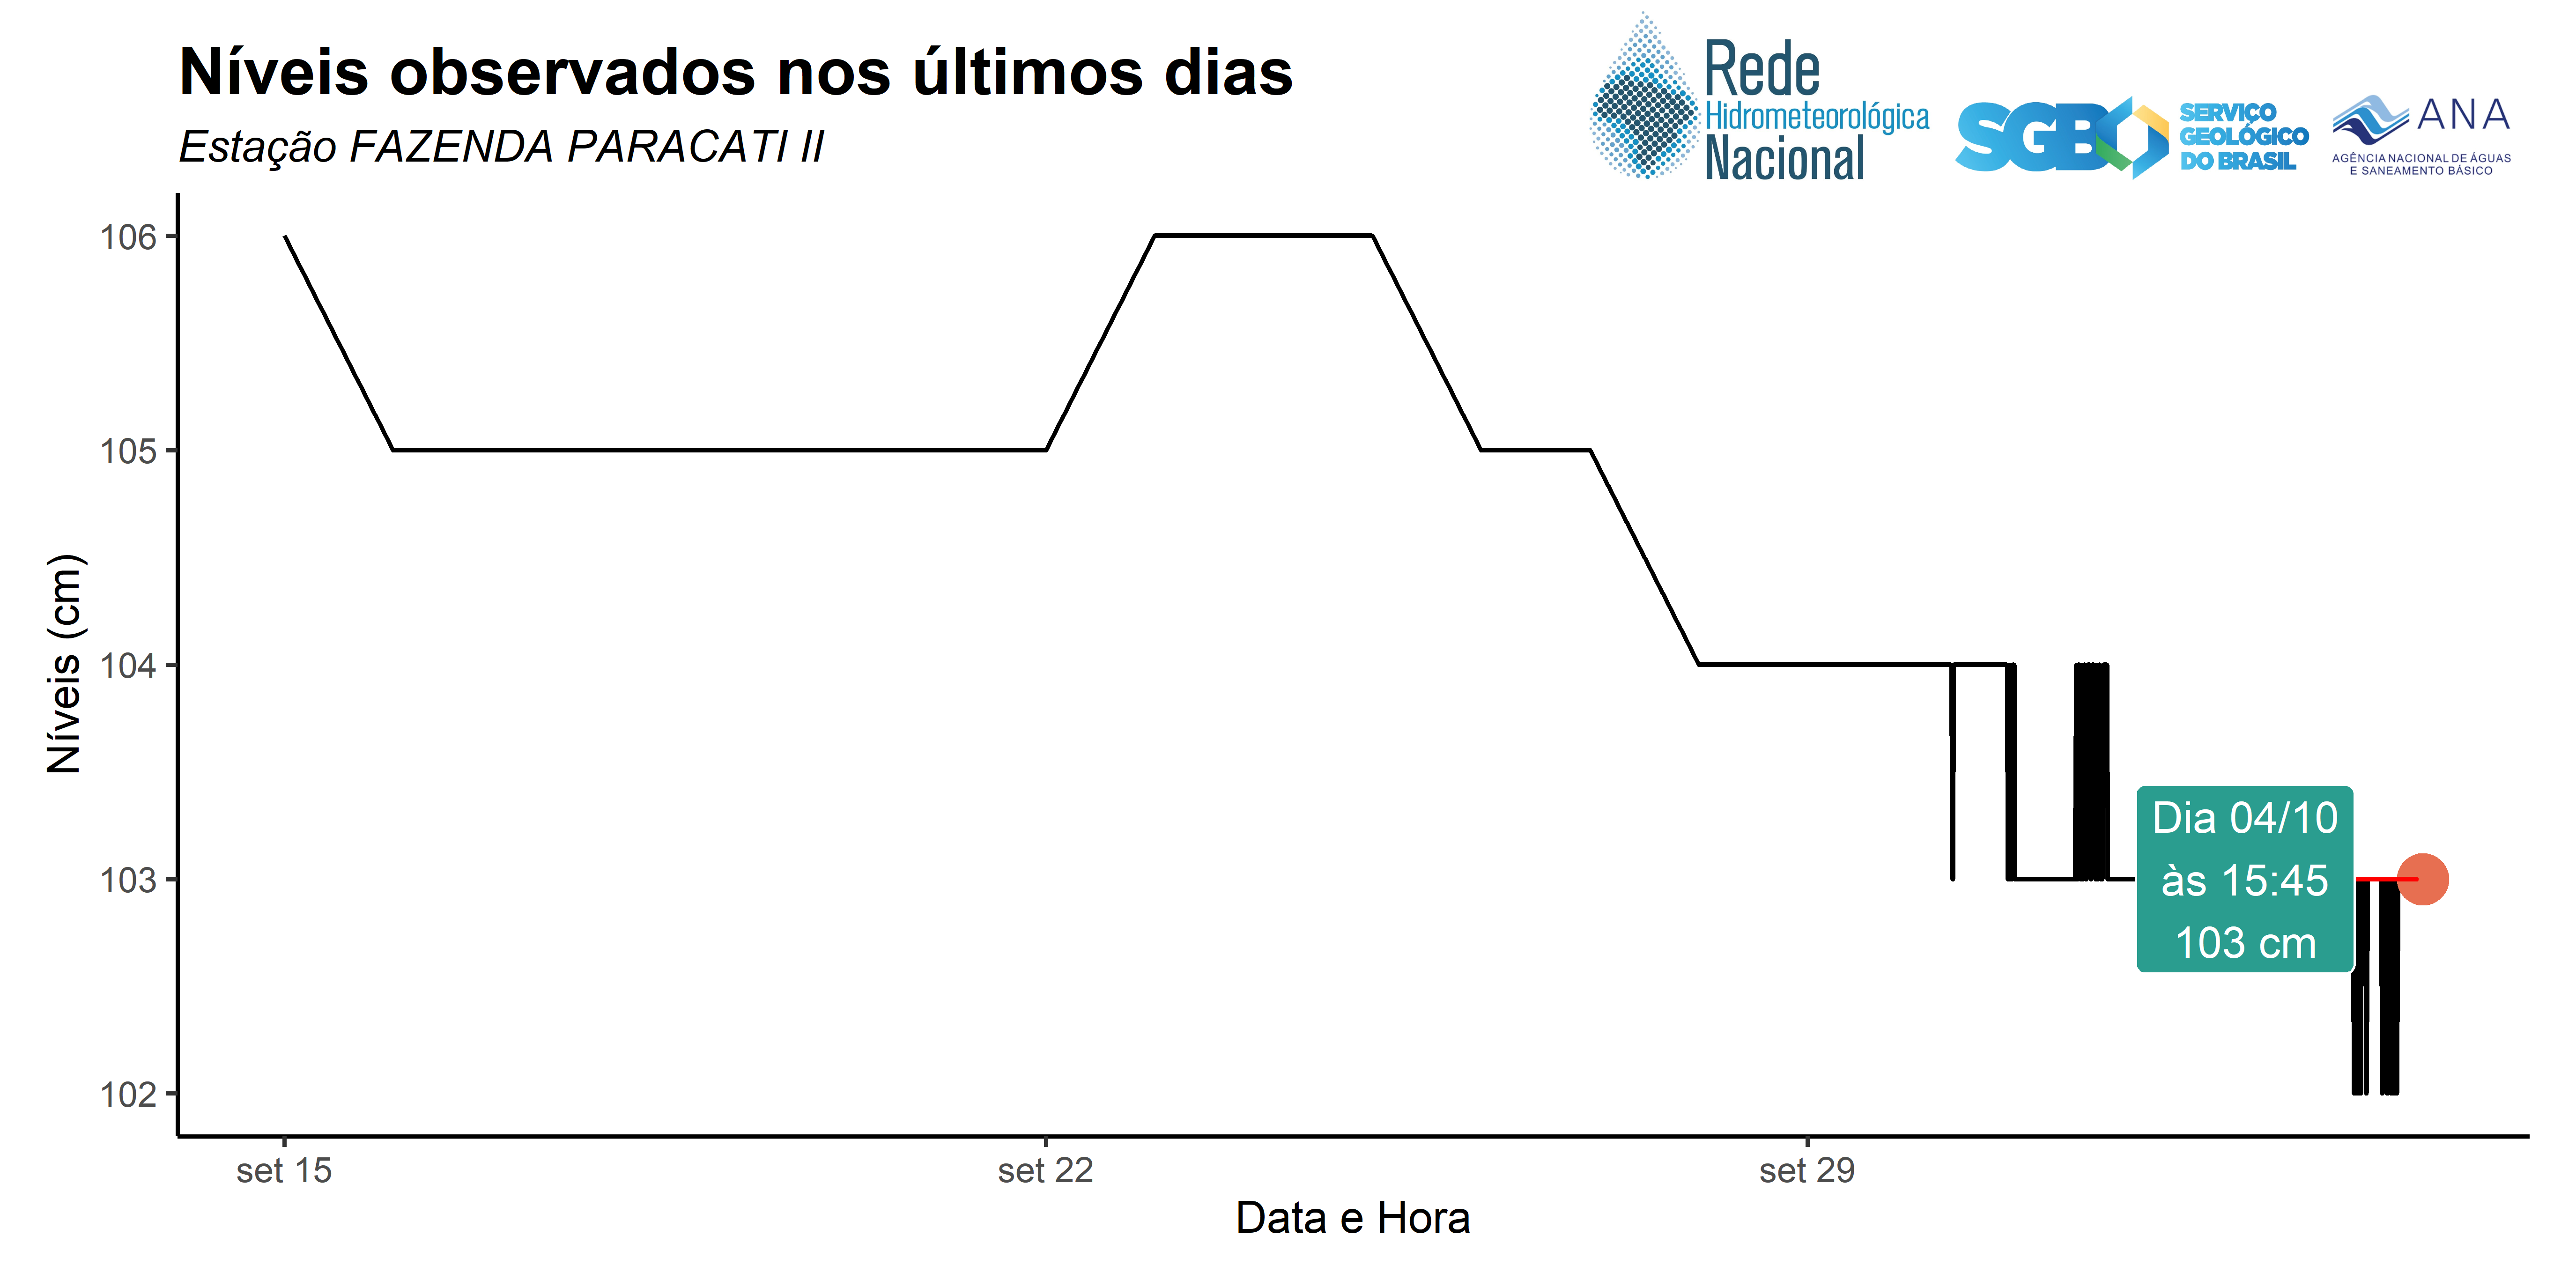 Níveis observados nos últimos dias
Estação FAZENDA PARACATI II
Rede
Hidrometeorológica
Nacional
SGB
SERVIÇO
GEOLÓGICO
DO BRASIL
ANA
AGÊNCIA NACIONAL DE ÁGUAS
E SANEAMENTO BÁSICO
Níveis (cm)
106
105
104
103
102
Dia 04/10
às 15:45
103 cm
set 15
set 22
set 29
Data e Hora